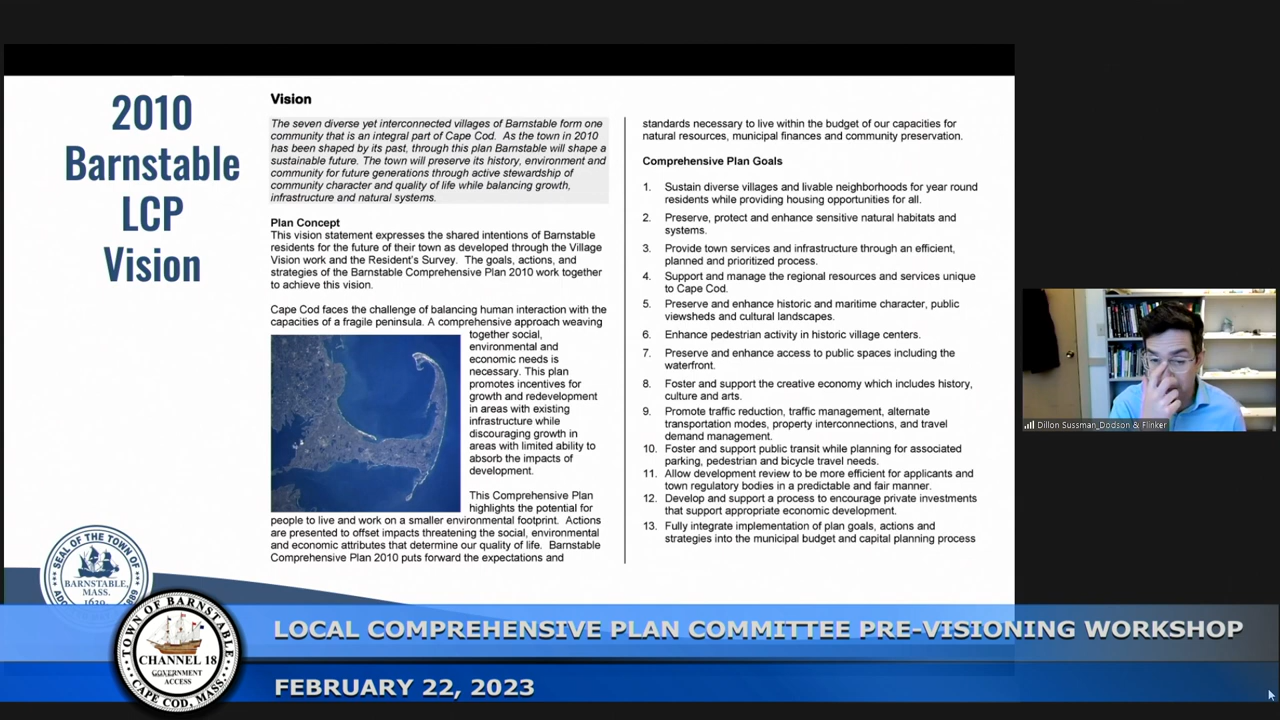 2010
Barnstable
LCP
Vision
Vision
The seven diverse yet interconnected villages of Barnstable form one
community that is an integral part of Cape Cod. As the town in 2010
has been shaped by its past, through this plan Barnstable will shape a
sustainable future. The town will preserve its history, environment and
community for future generations through active stewardship of
community character and quality of life while balancing growth,
infrastructure and natural systems.
Plan Concept
This vision statement expresses the shared intentions of Barnstable
residents for the future of their town as developed through the Village
Vision work and the Resident's Survey. The goals, actions, and
strategies of the Barnstable Comprehensive Plan 2010 work together
to achieve this vision.
Cape Cod faces the challenge of balancing human interaction with the
capacities of a fragile peninsula. A comprehensive approach weaving
together social,
environmental and
economic needs is
necessary. This plan
promotes incentives for
growth and redevelopment
in areas with existing
infrastructure while
discouraging growth in
areas with limited ability to
absorb the impacts of
development.
This Comprehensive Plan
highlights the potential for
people to live and work on a smaller environmental footprint. Actions
are presented to offset impacts threatening the social, environmental
and economic attributes that determine our quality of life. Barnstable
Comprehensive Plan 2010 puts forward the expectations and
standards necessary to live within the budget of our capacities for
natural resources, municipal finances and community preservation.
Comprehensive Plan Goals
1. Sustain diverse villages and livable neighborhoods for year round
residents while providing housing opportunities for all.
2. Preserve, protect and enhance sensitive natural habitats and
systems.
3. Provide town services and infrastructure through an efficient,
planned and prioritized process.
4. Support and manage the regional resources and services unique
to Cape Cod.
5. Preserve and enhance historic and maritime character, public
viewsheds and cultural landscapes.
6. Enhance pedestrian activity in historic village centers.
7. Preserve and enhance access to public spaces including the
waterfront.
8. Foster and support the creative economy which includes history,
culture and arts.
9. Promote traffic reduction, traffic management, alternate
transportation modes, property interconnections, and travel
demand management.
10. Foster and support public transit while planning for associated
parking, pedestrian and bicycle travel needs.
11. Allow development review to be more efficient for applicants and
town regulatory bodies in a predictable and fair manner.
12. Develop and support a process to encourage private investments
that support appropriate economic development.
13. Fully integrate implementation of plan goals, actions and
strategies into the municipal budget and capital planning process
Dillon Sussman_Dodson & Flinker
SEAL OF THE TOWN OF
BARNSTABLE,
MASS.
1639
TOWN OF BARNSTABLE
CHANNEL 18
GOVERNMENT
ACCESS
CAPE COD, MASS.
LOCAL COMPREHENSIVE PLAN COMMITTEE PRE-VISIONING WORKSHOP
FEBRUARY 22, 2023